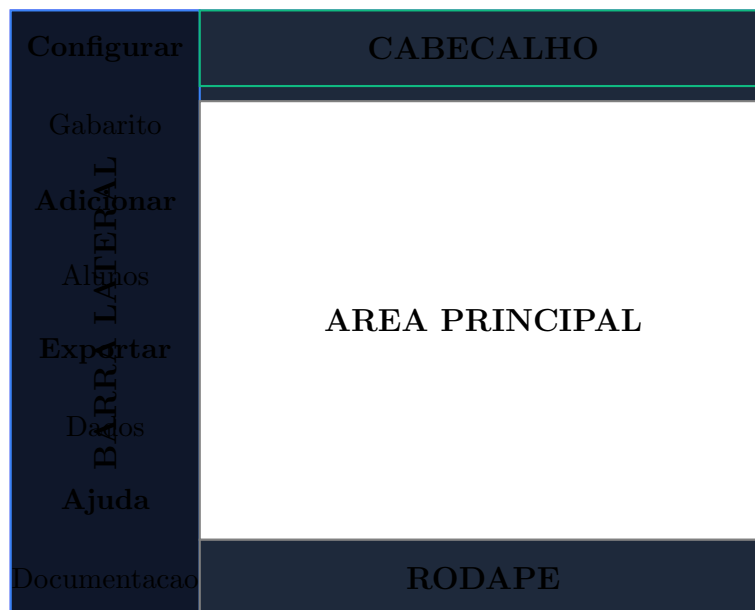 Configurar
Gabarito
Adicionar
Alunos
Exportar
Dados
Ajuda
Documentacao
BARRA LATERAL
CABECALHO
AREA PRINCIPAL
RODAPE